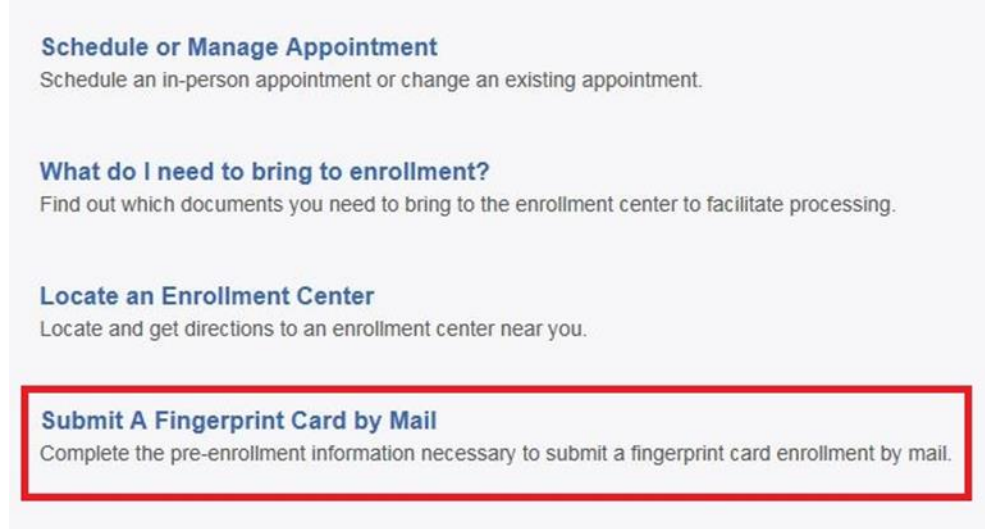 Schedule or Manage Appointment
Schedule an in-person appointment or change an existing appointment.
What do I need to bring to enrollment?
Find out which documents you need to bring to the enrollment center to facilitate processing.
Locate an Enrollment Center
Locate and get directions to an enrollment center near you.
Submit A Fingerprint Card by Mail
Complete the pre-enrollment information necessary to submit a fingerprint card enrollment by mail.